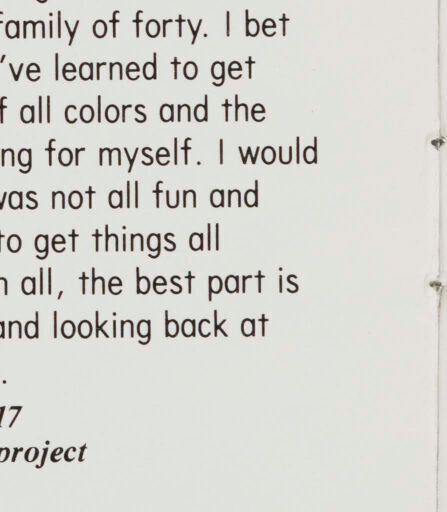 family of forty. I bet
've learned to get
f all colors and the
ng for myself. I would
was not all fun and
to get things all
n all, the best part is
and looking back at
.
17
project